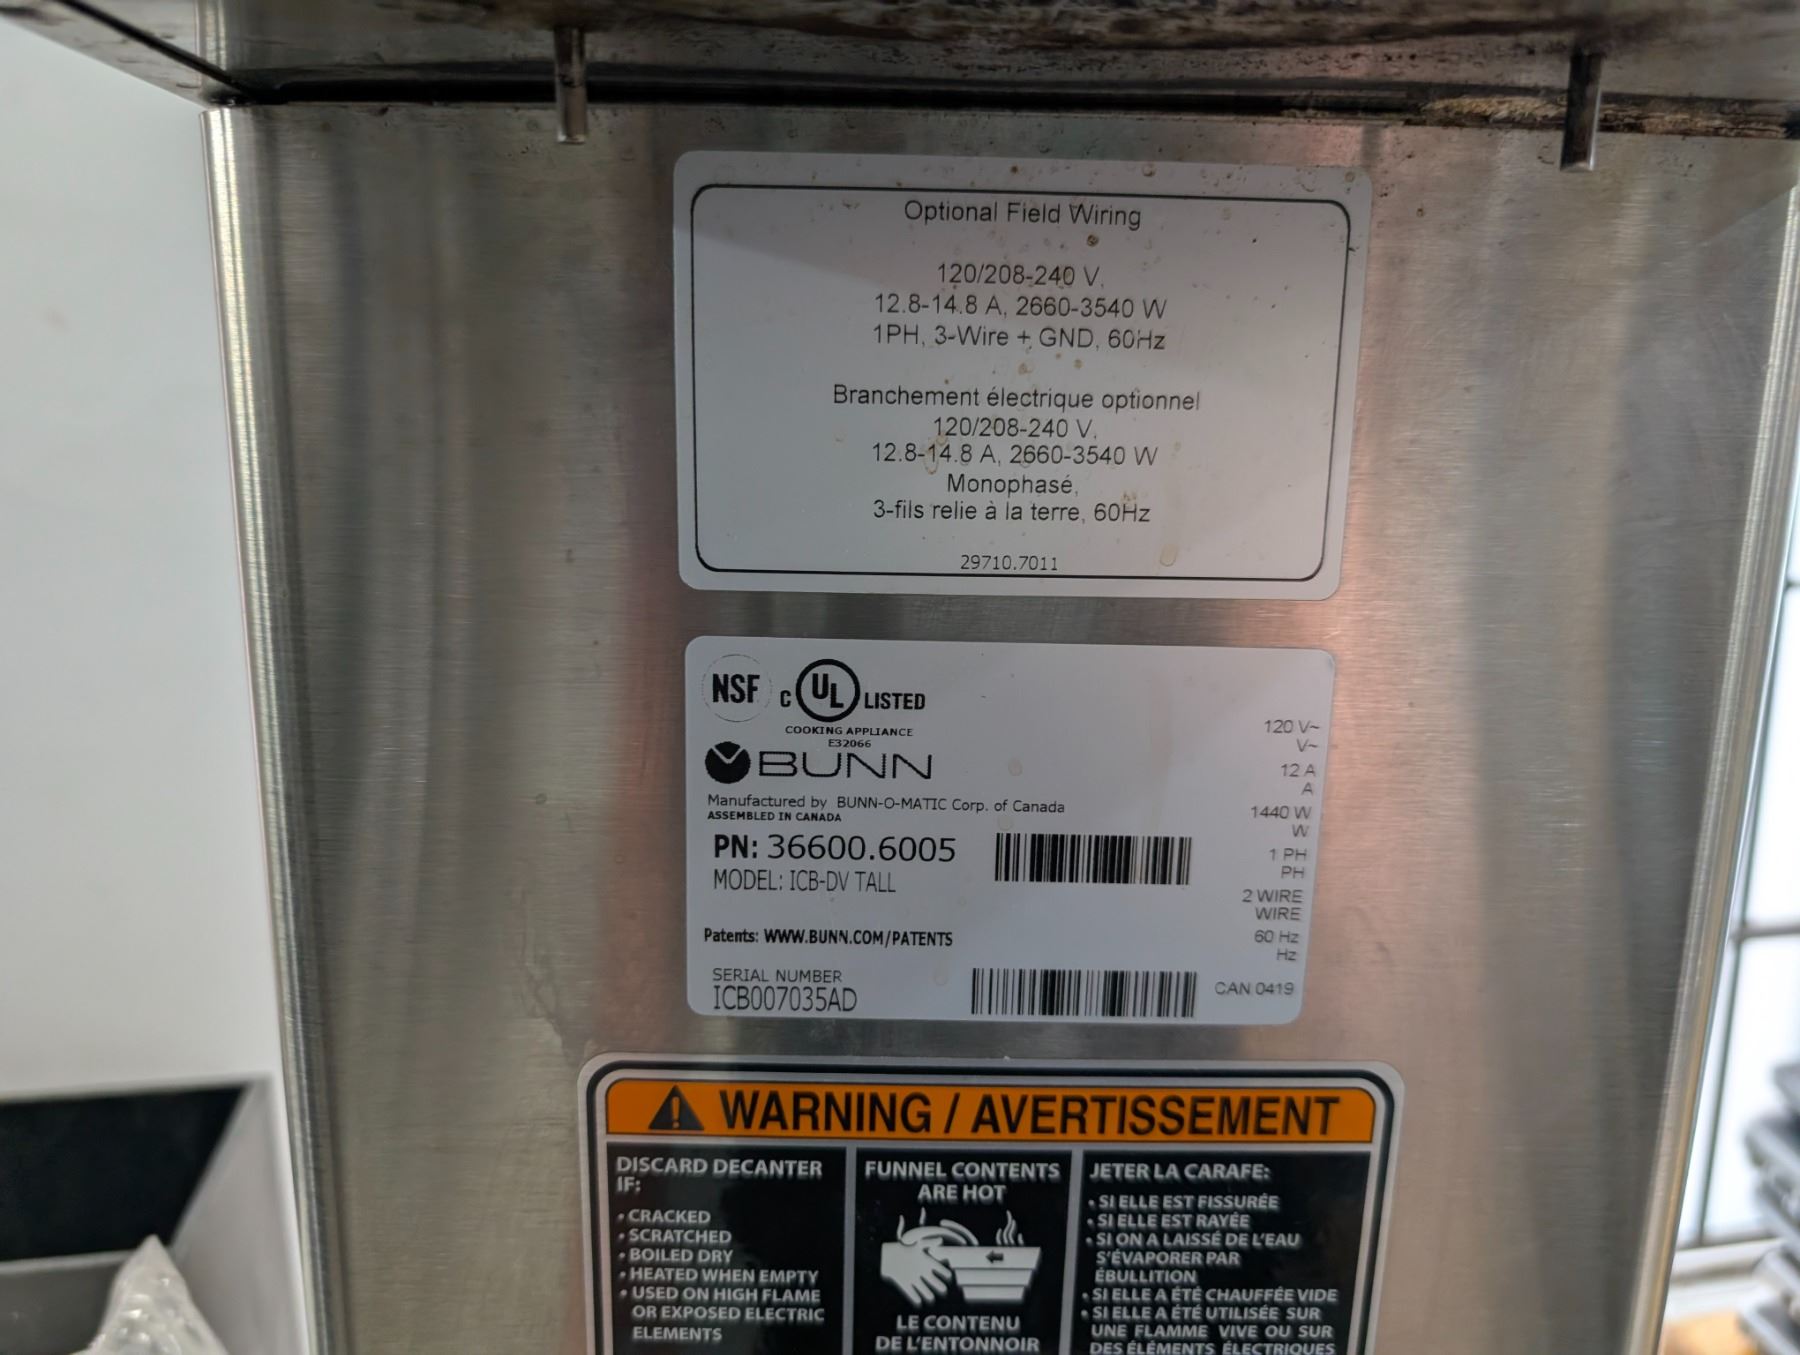 Optional Field Wiring
120/208-240 V,
12.8-14.8 A, 2660-3540 W
1PH, 3-Wire + GND, 60Hz
Branchement électrique optionnel
120/208-240 V,
12.8-14.8 A, 2660-3540 W
Monophasé,
3-fils relie à la terre, 60Hz
29710.7011
NSF
C UL LISTED
COOKING APPLIANCE
E32066
BUNN
Manufactured by BUNN-O-MATIC Corp. of Canada
ASSEMBLED IN CANADA
PN: 36600.6005
MODEL: ICB-DV TALL
Patents: WWW.BUNN.COM/PATENTS
SERIAL NUMBER
ICB007035AD
120 V~
V~
12 A
A
1440 W
W
1 PH
PH
2 WIRE
WIRE
60 Hz
Hz
CAN 0419
WARNING / AVERTISSEMENT
DISCARD DECANTER
IF:
• CRACKED
• SCRATCHED
• BOILED DRY
• HEATED WHEN EMPTY
• USED ON HIGH FLAME
OR EXPOSED ELECTRIC
ELEMENTS
FUNNEL CONTENTS
ARE HOT
LE CONTENU
DE L'ENTONNOIR
JETER LA CARAFE:
• SI ELLE EST FISSURÉE
• SI ELLE EST RAYÉE
• SI ON A LAISSÉ DE L'EAU
S'ÉVAPORER PAR
ÉBULLITION
• SI ELLE A ÉTÉ CHAUFFÉE VIDE
• SI ELLE A ÉTÉ UTILISÉE SUR
UNE FLAMME VIVE OU SUR
DES ÉLÉMENTS ÉLECTRIQUES